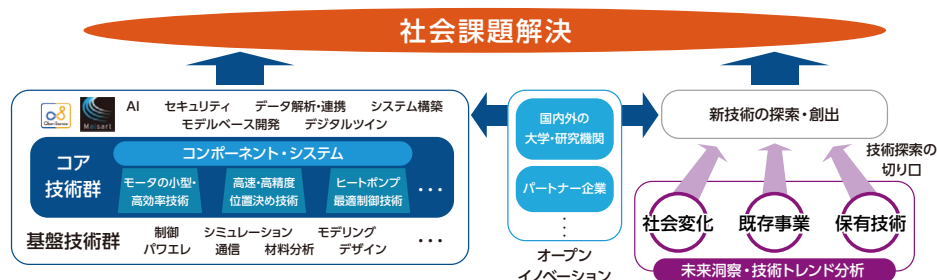 社会課題解決
Maisart
AI セキュリティ データ解析・連携 システム構築
モデルベース開発 デジタルツイン
コア
技術群
コンポーネント・システム
モータの小型・
高効率技術
高速・高精度
位置決め技術
ヒートポンプ
最適制御技術
・・・
基盤技術群
制御 シミュレーション モデリング
パワエレ 通信 材料分析 デザイン
・・・
国内外の
大学・研究機関
パートナー企業
オープン
イノベーション
新技術の探索・創出
技術探索の
切り口
社会変化
既存事業
保有技術
未来洞察・技術トレンド分析